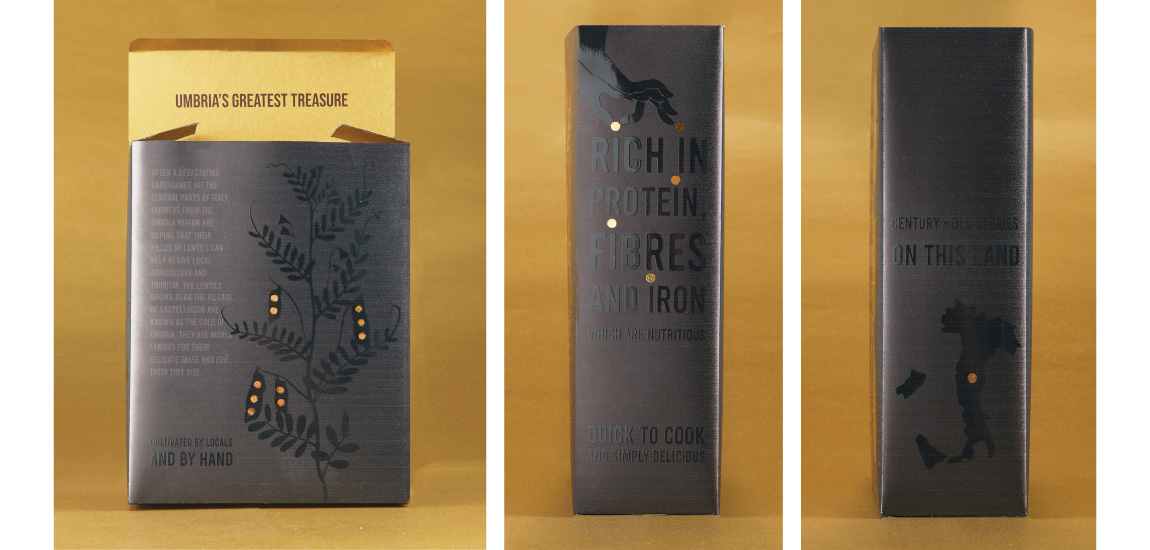 UMBRIA'S GREATEST TREASURE
AFTER A DEVASTATING
EARTHQUAKE HIT THE
CENTRAL PARTS OF ITALY,
FARMERS FROM THE
UMBRIA REGION ARE
HOPING THAT THEIR
FIELDS OF LENTILS CAN
HELP REVIVE LOCAL
AGRICULTURE AND
TOURISM. THE LENTILS
GROWN NEAR THE VILLAGE
OF CASTELLUCCIO ARE
KNOWN AS THE GOLD OF
UMBRIA. THEY ARE WORLD
FAMOUS FOR THEIR
DELICATE TASTE AND FOR
THEIR TINY SIZE.
CULTIVATED BY LOCALS
AND BY HAND
RICH IN
PROTEIN,
FIBRES
AND IRON
WHICH ARE NUTRITIOUS
QUICK TO COOK
AND SIMPLY DELICIOUS
CENTURY - OLD STORIES
ON THIS LAND